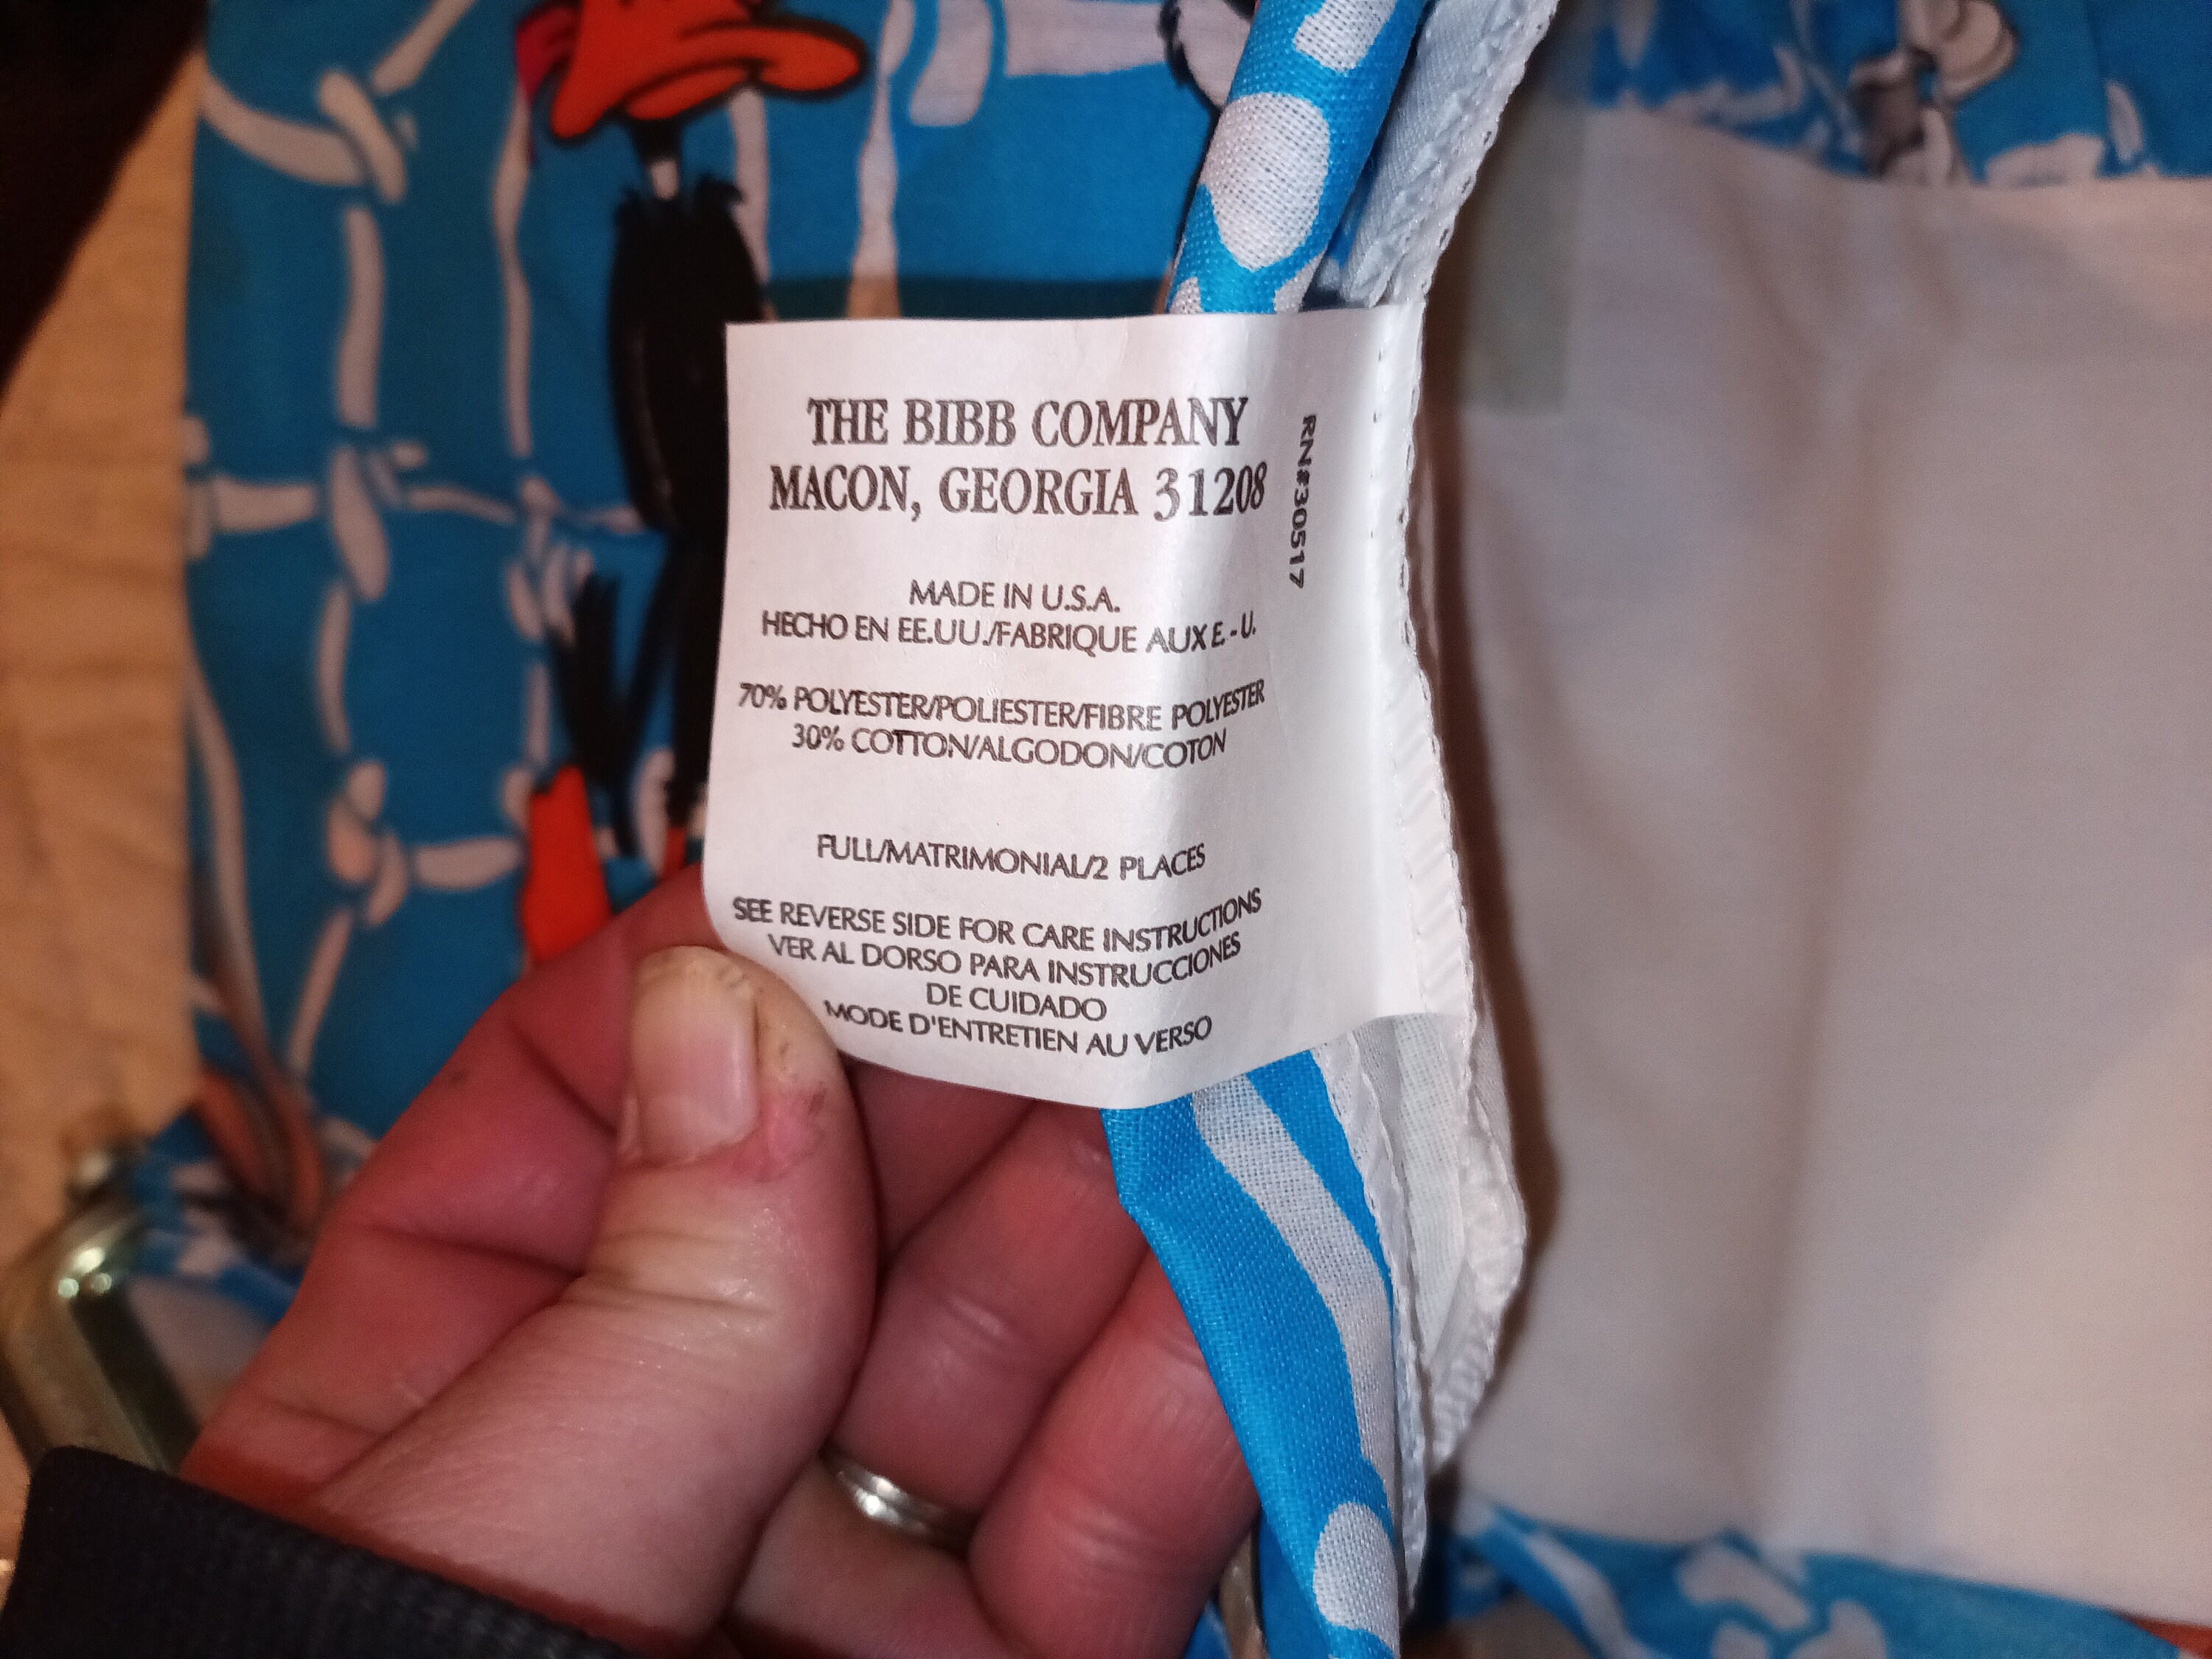 THE BIBB COMPANY
MACON, GEORGIA 31208
RN#330517
MADE IN U.S.A.
HECHO EN EE.UU./FABRIQUE AUX E.-U.
70% POLYESTER/POLIESTER/FIBRE POLYESTER
30% COTTON/ALGODON/COTON
FULL/MATRIMONIAL/2 PLACES
SEE REVERSE SIDE FOR CARE INSTRUCTIONS
VER AL DORSO PARA INSTRUCCIONES
DE CUIDADO
MODE D'ENTRETIEN AU VERSO